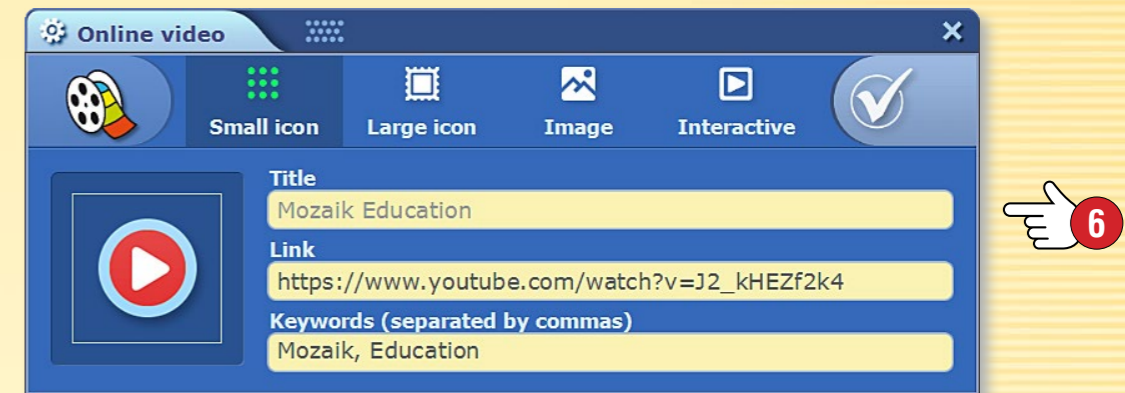 Online video
Small icon Large icon Image Interactive
Title
Mozaik Education
Link
https://www.youtube.com/watch?v=J2_kHEZf2k4
Keywords (separated by commas)
Mozaik, Education
6